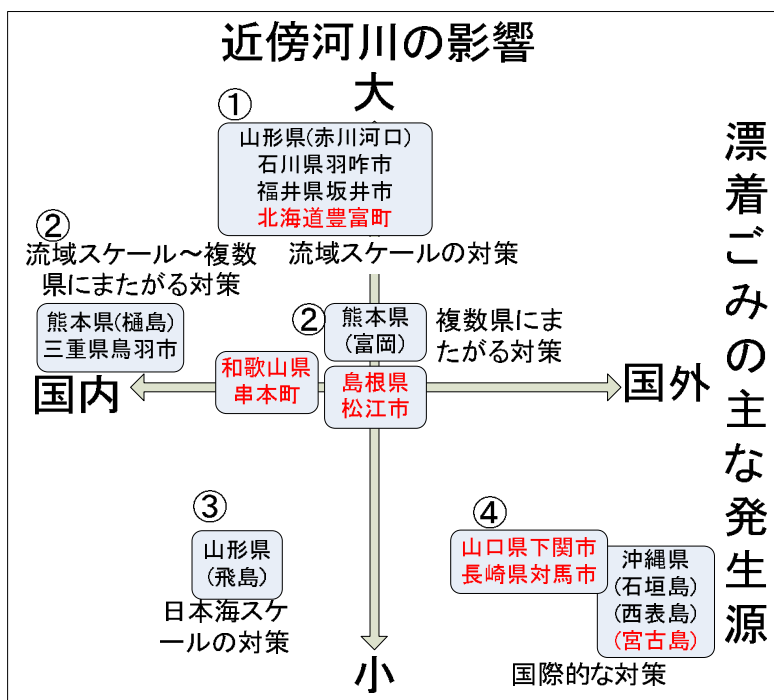 近傍河川の影響
大
①
山形県(赤川河口)
石川県羽咋市
福井県坂井市
北海道豊富町
流域スケールの対策
②
流域スケール～複数
県にまたがる対策
熊本県(樋島)
三重県鳥羽市
②
熊本県
(富岡)
複数県にま
たがる対策
和歌山県
串本町
島根県
松江市
国内
国外
漂着ごみの主な発生源
③
山形県
(飛島)
日本海スケ
ールの対策
④
山口県下関市
長崎県対馬市
沖縄県
(石垣島)
(西表島)
(宮古島)
国際的な対策
小